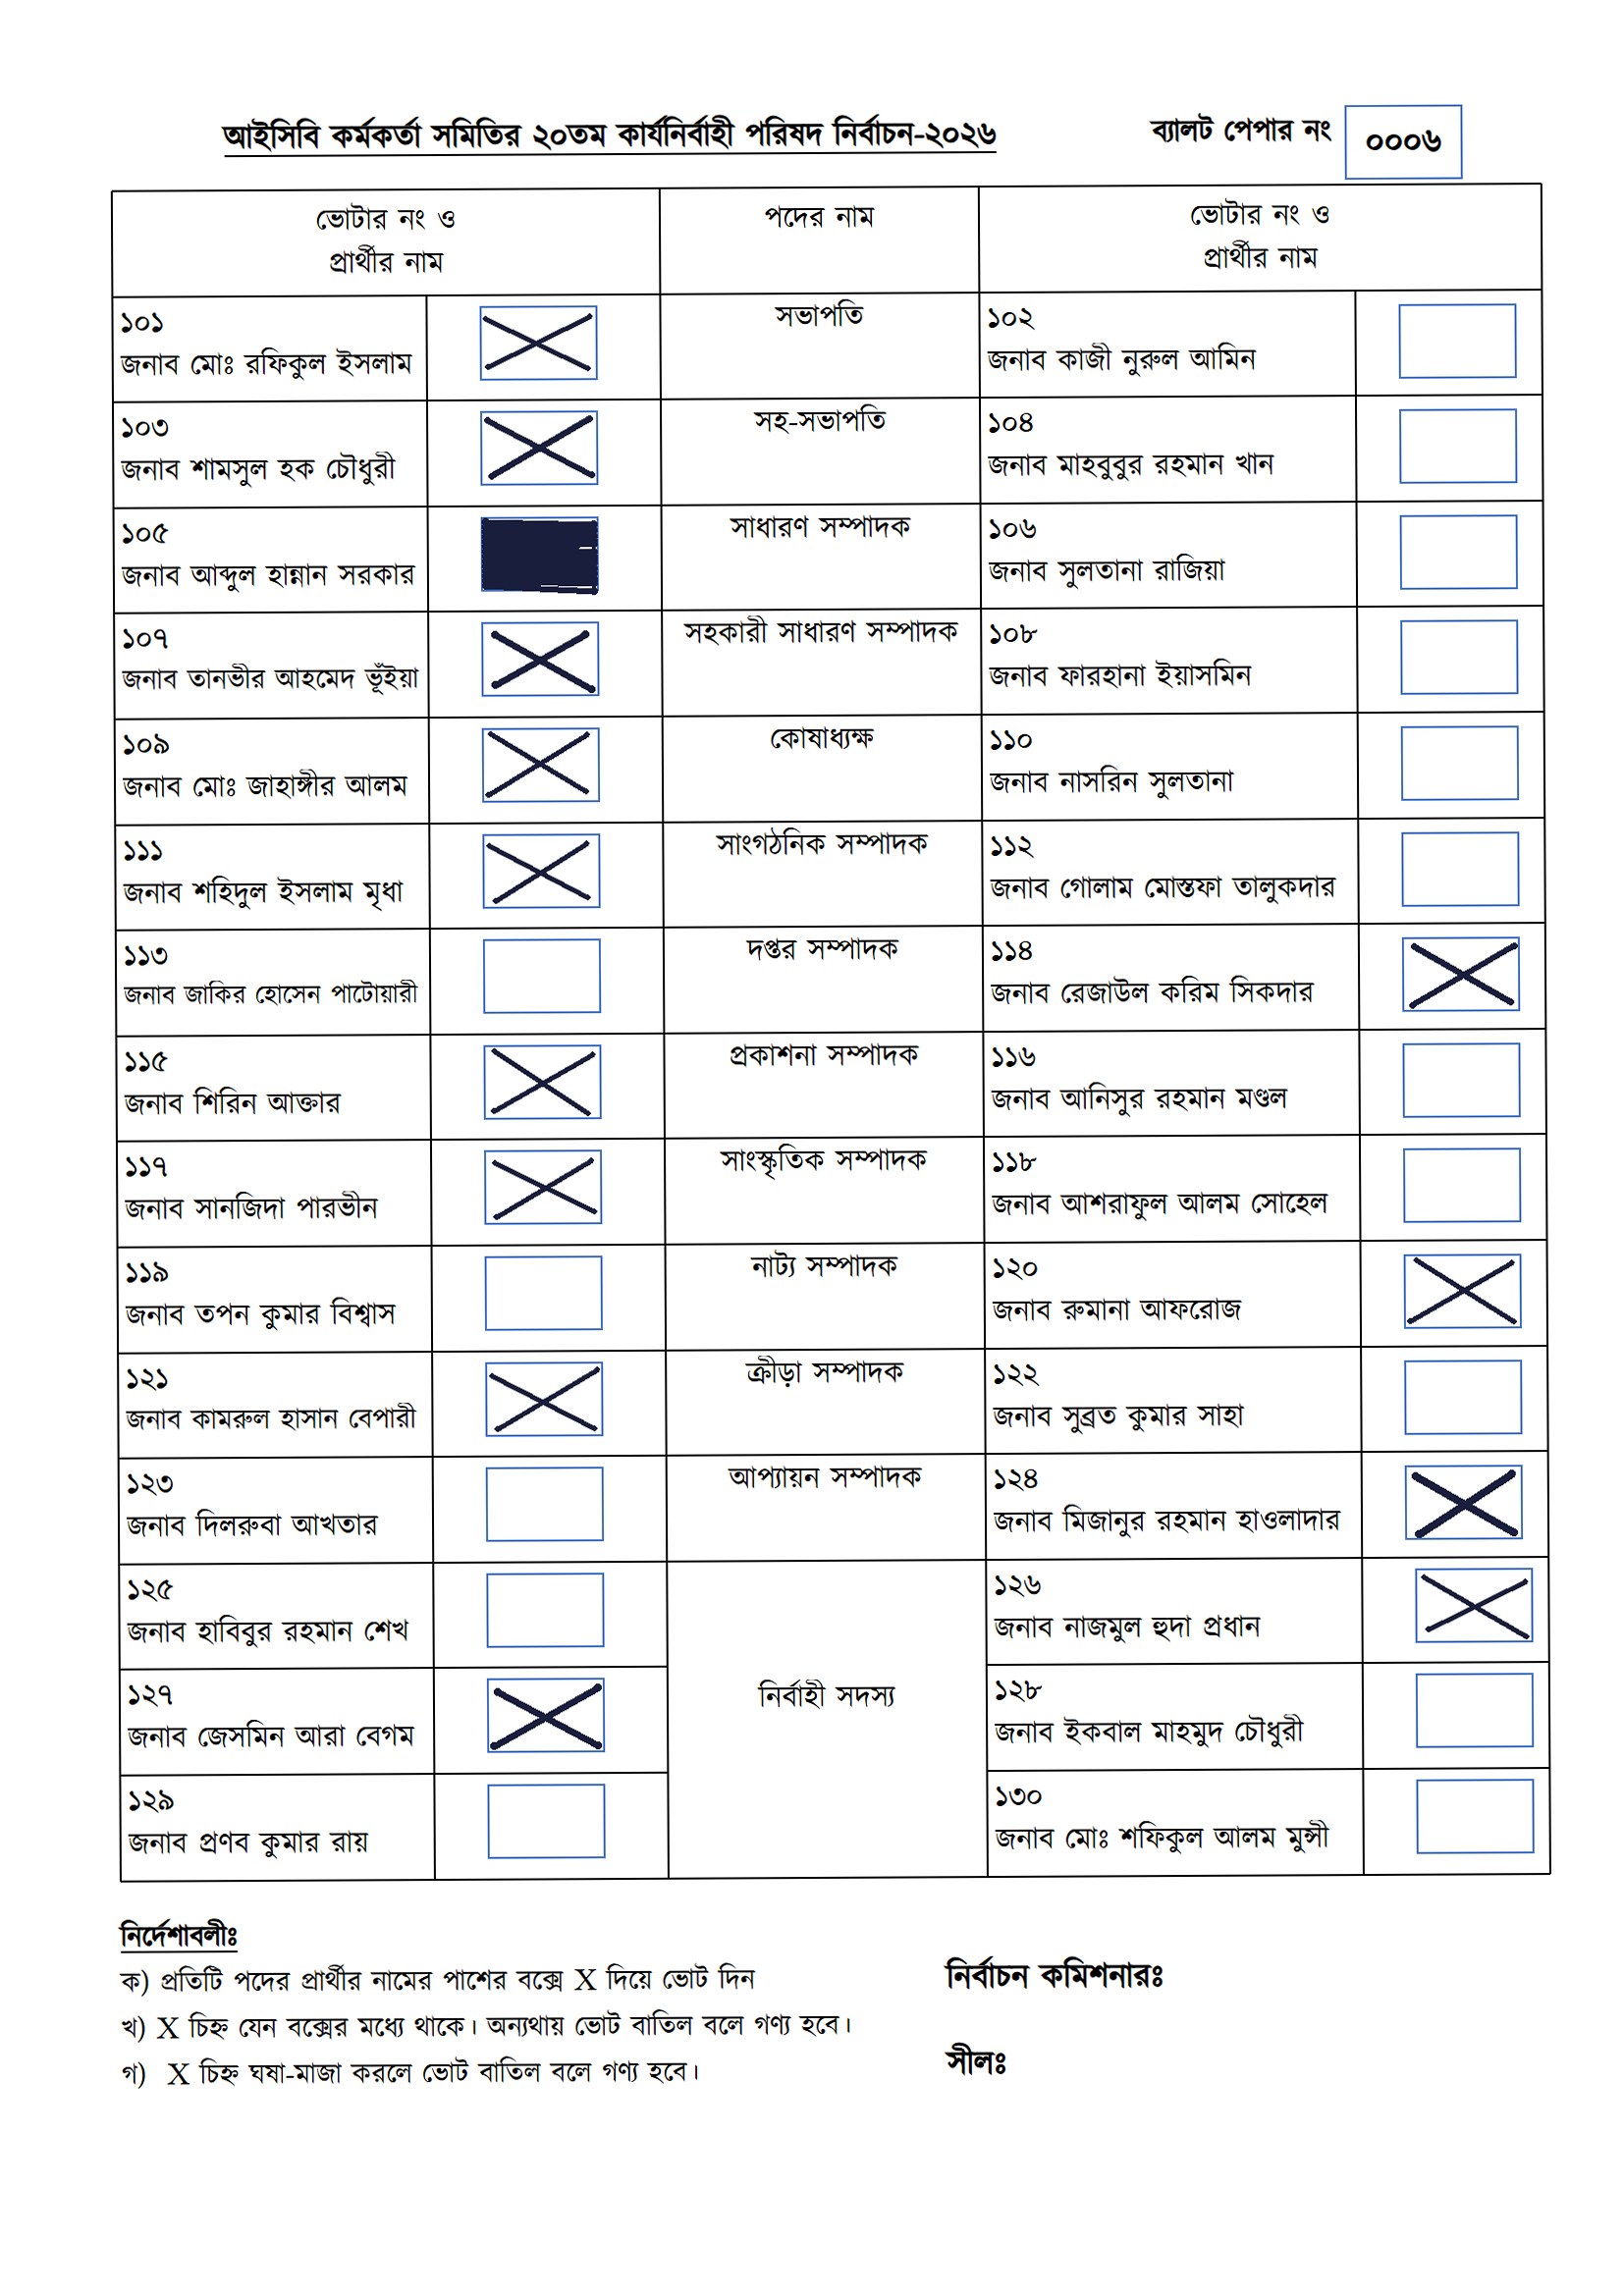 আইসিবি কর্মকর্তা সমিতির ২০তম কার্যনির্বাহী পরিষদ নির্বাচন-২০২৬
ব্যালট পেপার নং ০০০৬
ভোটার নং ও
প্রার্থীর নাম
পদের নাম
ভোটার নং ও
প্রার্থীর নাম
১০১
জনাব মোঃ রফিকুল ইসলাম
সভাপতি
১০২
জনাব কাজী নুরুল আমিন
১০৩
জনাব শামসুল হক চৌধুরী
সহ-সভাপতি
১০৪
জনাব মাহবুবুর রহমান খান
১০৫
জনাব আব্দুল হান্নান সরকার
সাধারণ সম্পাদক
১০৬
জনাব সুলতানা রাজিয়া
১০৭
জনাব তানভীর আহমেদ ভূঁইয়া
সহকারী সাধারণ সম্পাদক
১০৮
জনাব ফারহানা ইয়াসমিন
১০৯
জনাব মোঃ জাহাঙ্গীর আলম
কোষাধ্যক্ষ
১১০
জনাব নাসরিন সুলতানা
১১১
জনাব শহিদুল ইসলাম মৃধা
সাংগঠনিক সম্পাদক
১১২
জনাব গোলাম মোস্তফা তালুকদার
১১৩
জনাব জাকির হোসেন পাটোয়ারী
দপ্তর সম্পাদক
১১৪
জনাব রেজাউল করিম সিকদার
১১৫
জনাব শিরিন আক্তার
প্রকাশনা সম্পাদক
১১৬
জনাব আনিসুর রহমান মণ্ডল
১১৭
জনাব সানজিদা পারভীন
সাংস্কৃতিক সম্পাদক
১১৮
জনাব আশরাফুল আলম সোহেল
১১৯
জনাব তপন কুমার বিশ্বাস
নাট্য সম্পাদক
১২০
জনাব রুমানা আফরোজ
১২১
জনাব কামরুল হাসান বেপারী
ক্রীড়া সম্পাদক
১২২
জনাব সুব্রত কুমার সাহা
১২৩
জনাব দিলরুবা আখতার
আপ্যায়ন সম্পাদক
১২৪
জনাব মিজানুর রহমান হাওলাদার
১২৫
জনাব হাবিবুর রহমান শেখ
১২৬
জনাব নাজমুল হুদা প্রধান
১২৭
জনাব জেসমিন আরা বেগম
নির্বাহী সদস্য
১২৮
জনাব ইকবাল মাহমুদ চৌধুরী
১২৯
জনাব প্রণব কুমার রায়
১৩০
জনাব মোঃ শফিকুল আলম মুন্সী
নির্দেশাবলীঃ
ক) প্রতিটি পদের প্রার্থীর নামের পাশের বক্সে X দিয়ে ভোট দিন
খ) X চিহ্ন যেন বক্সের মধ্যে থাকে। অন্যথায় ভোট বাতিল বলে গণ্য হবে।
গ) X চিহ্ন ঘষা-মাজা করলে ভোট বাতিল বলে গণ্য হবে।
নির্বাচন কমিশনারঃ
সীলঃ